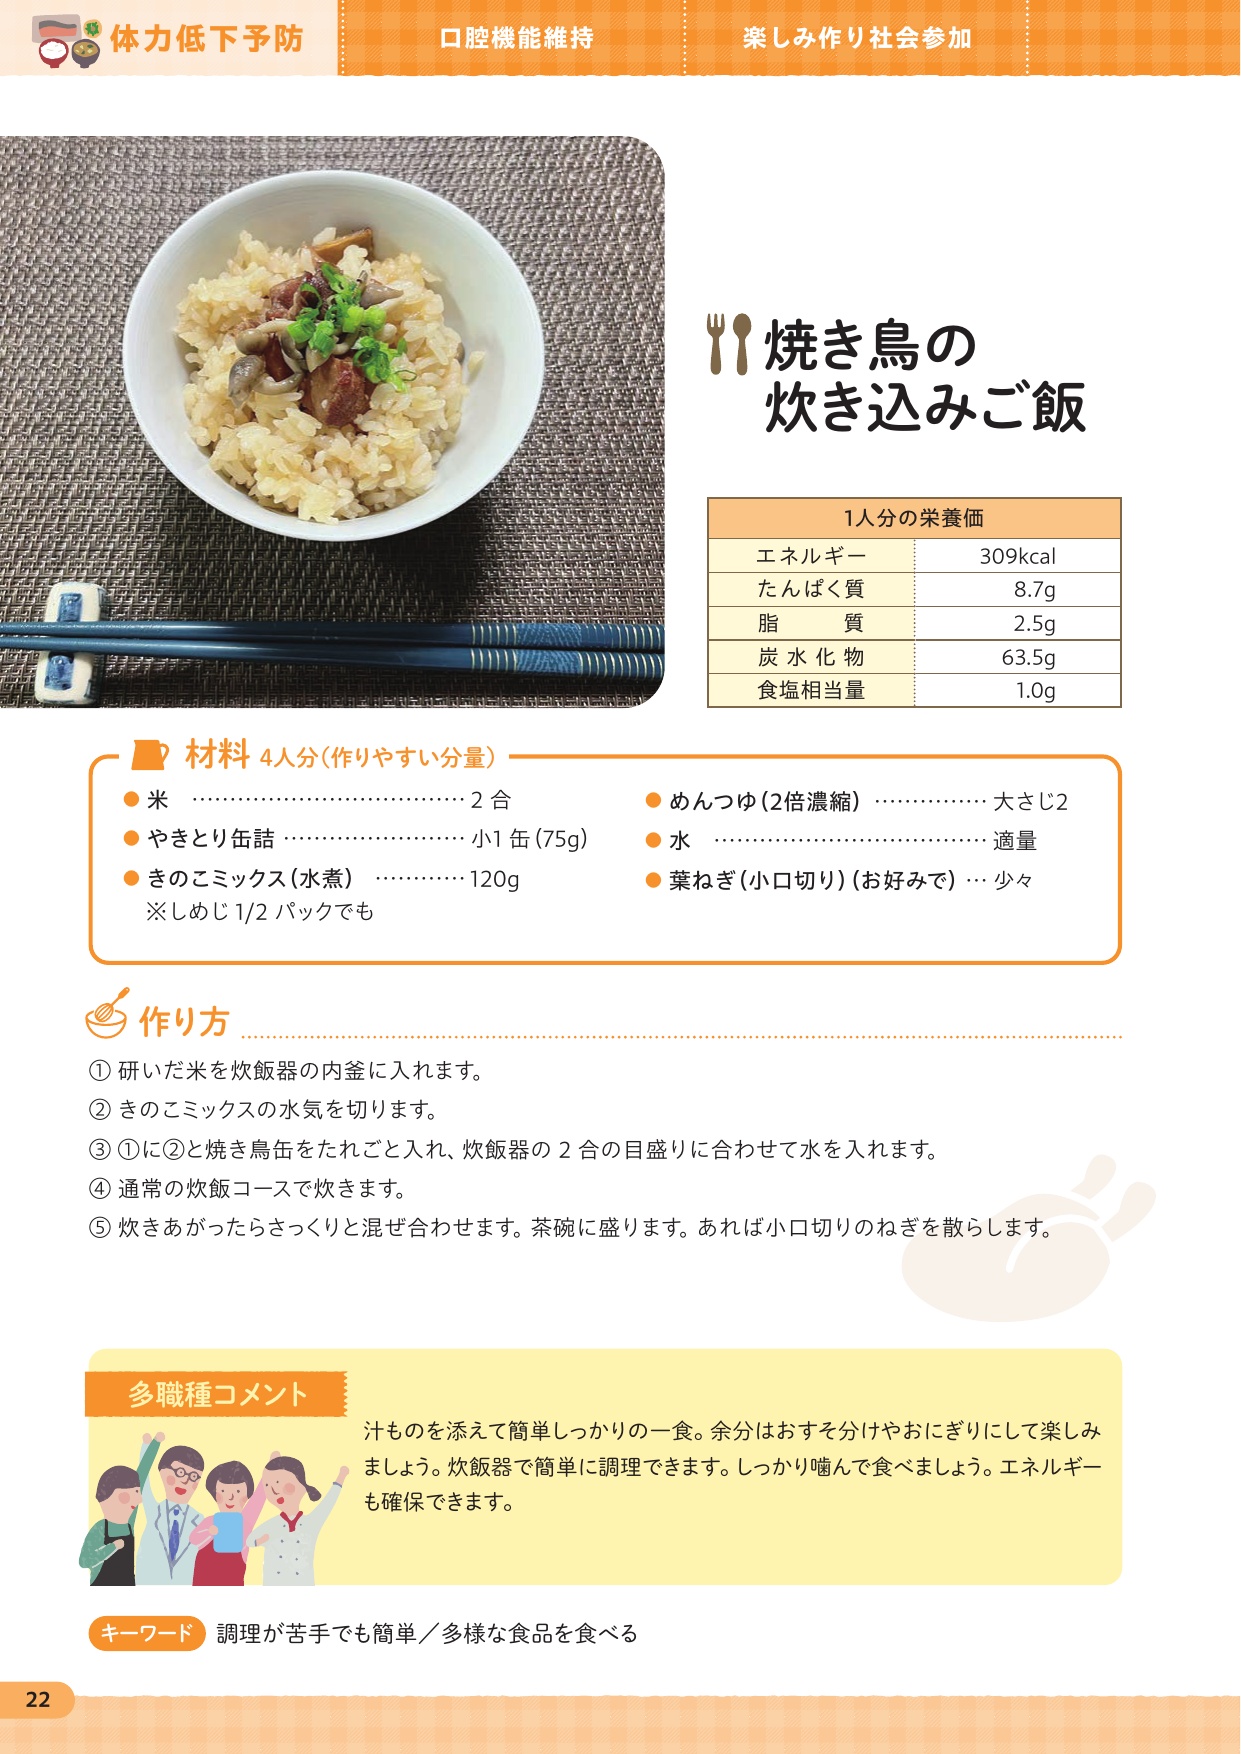 体力低下予防
口腔機能維持
楽しみ作り社会参加
焼き鳥の
炊き込みご飯
1人分の栄養価
エネルギー 309kcal
たんぱく質 8.7g
脂 質 2.5g
炭水化物 63.5g
食塩相当量 1.0g
材料 4人分（作りやすい分量）
● 米 ………………………………… 2 合
● やきとり缶詰 …………………… 小1 缶（75g）
● きのこミックス（水煮） ………… 120g
※しめじ 1/2 パックでも
● めんつゆ（2倍濃縮） …………… 大さじ2
● 水 ……………………………… 適量
● 葉ねぎ（小口切り）（お好みで） … 少々
作り方
① 研いだ米を炊飯器の内釜に入れます。
② きのこミックスの水気を切ります。
③ ①に②と焼き鳥缶をたれごと入れ、炊飯器の 2 合の目盛りに合わせて水を入れます。
④ 通常の炊飯コースで炊きます。
⑤ 炊きあがったらさっくりと混ぜ合わせます。茶碗に盛ります。あれば小口切りのねぎを散らします。
多職種コメント
汁ものを添えて簡単しっかりの一食。余分はおすそ分けやおにぎりにして楽しみ
ましょう。炊飯器で簡単に調理できます。しっかり噛んで食べましょう。エネルギー
も確保できます。
キーワード 調理が苦手でも簡単／多様な食品を食べる
22